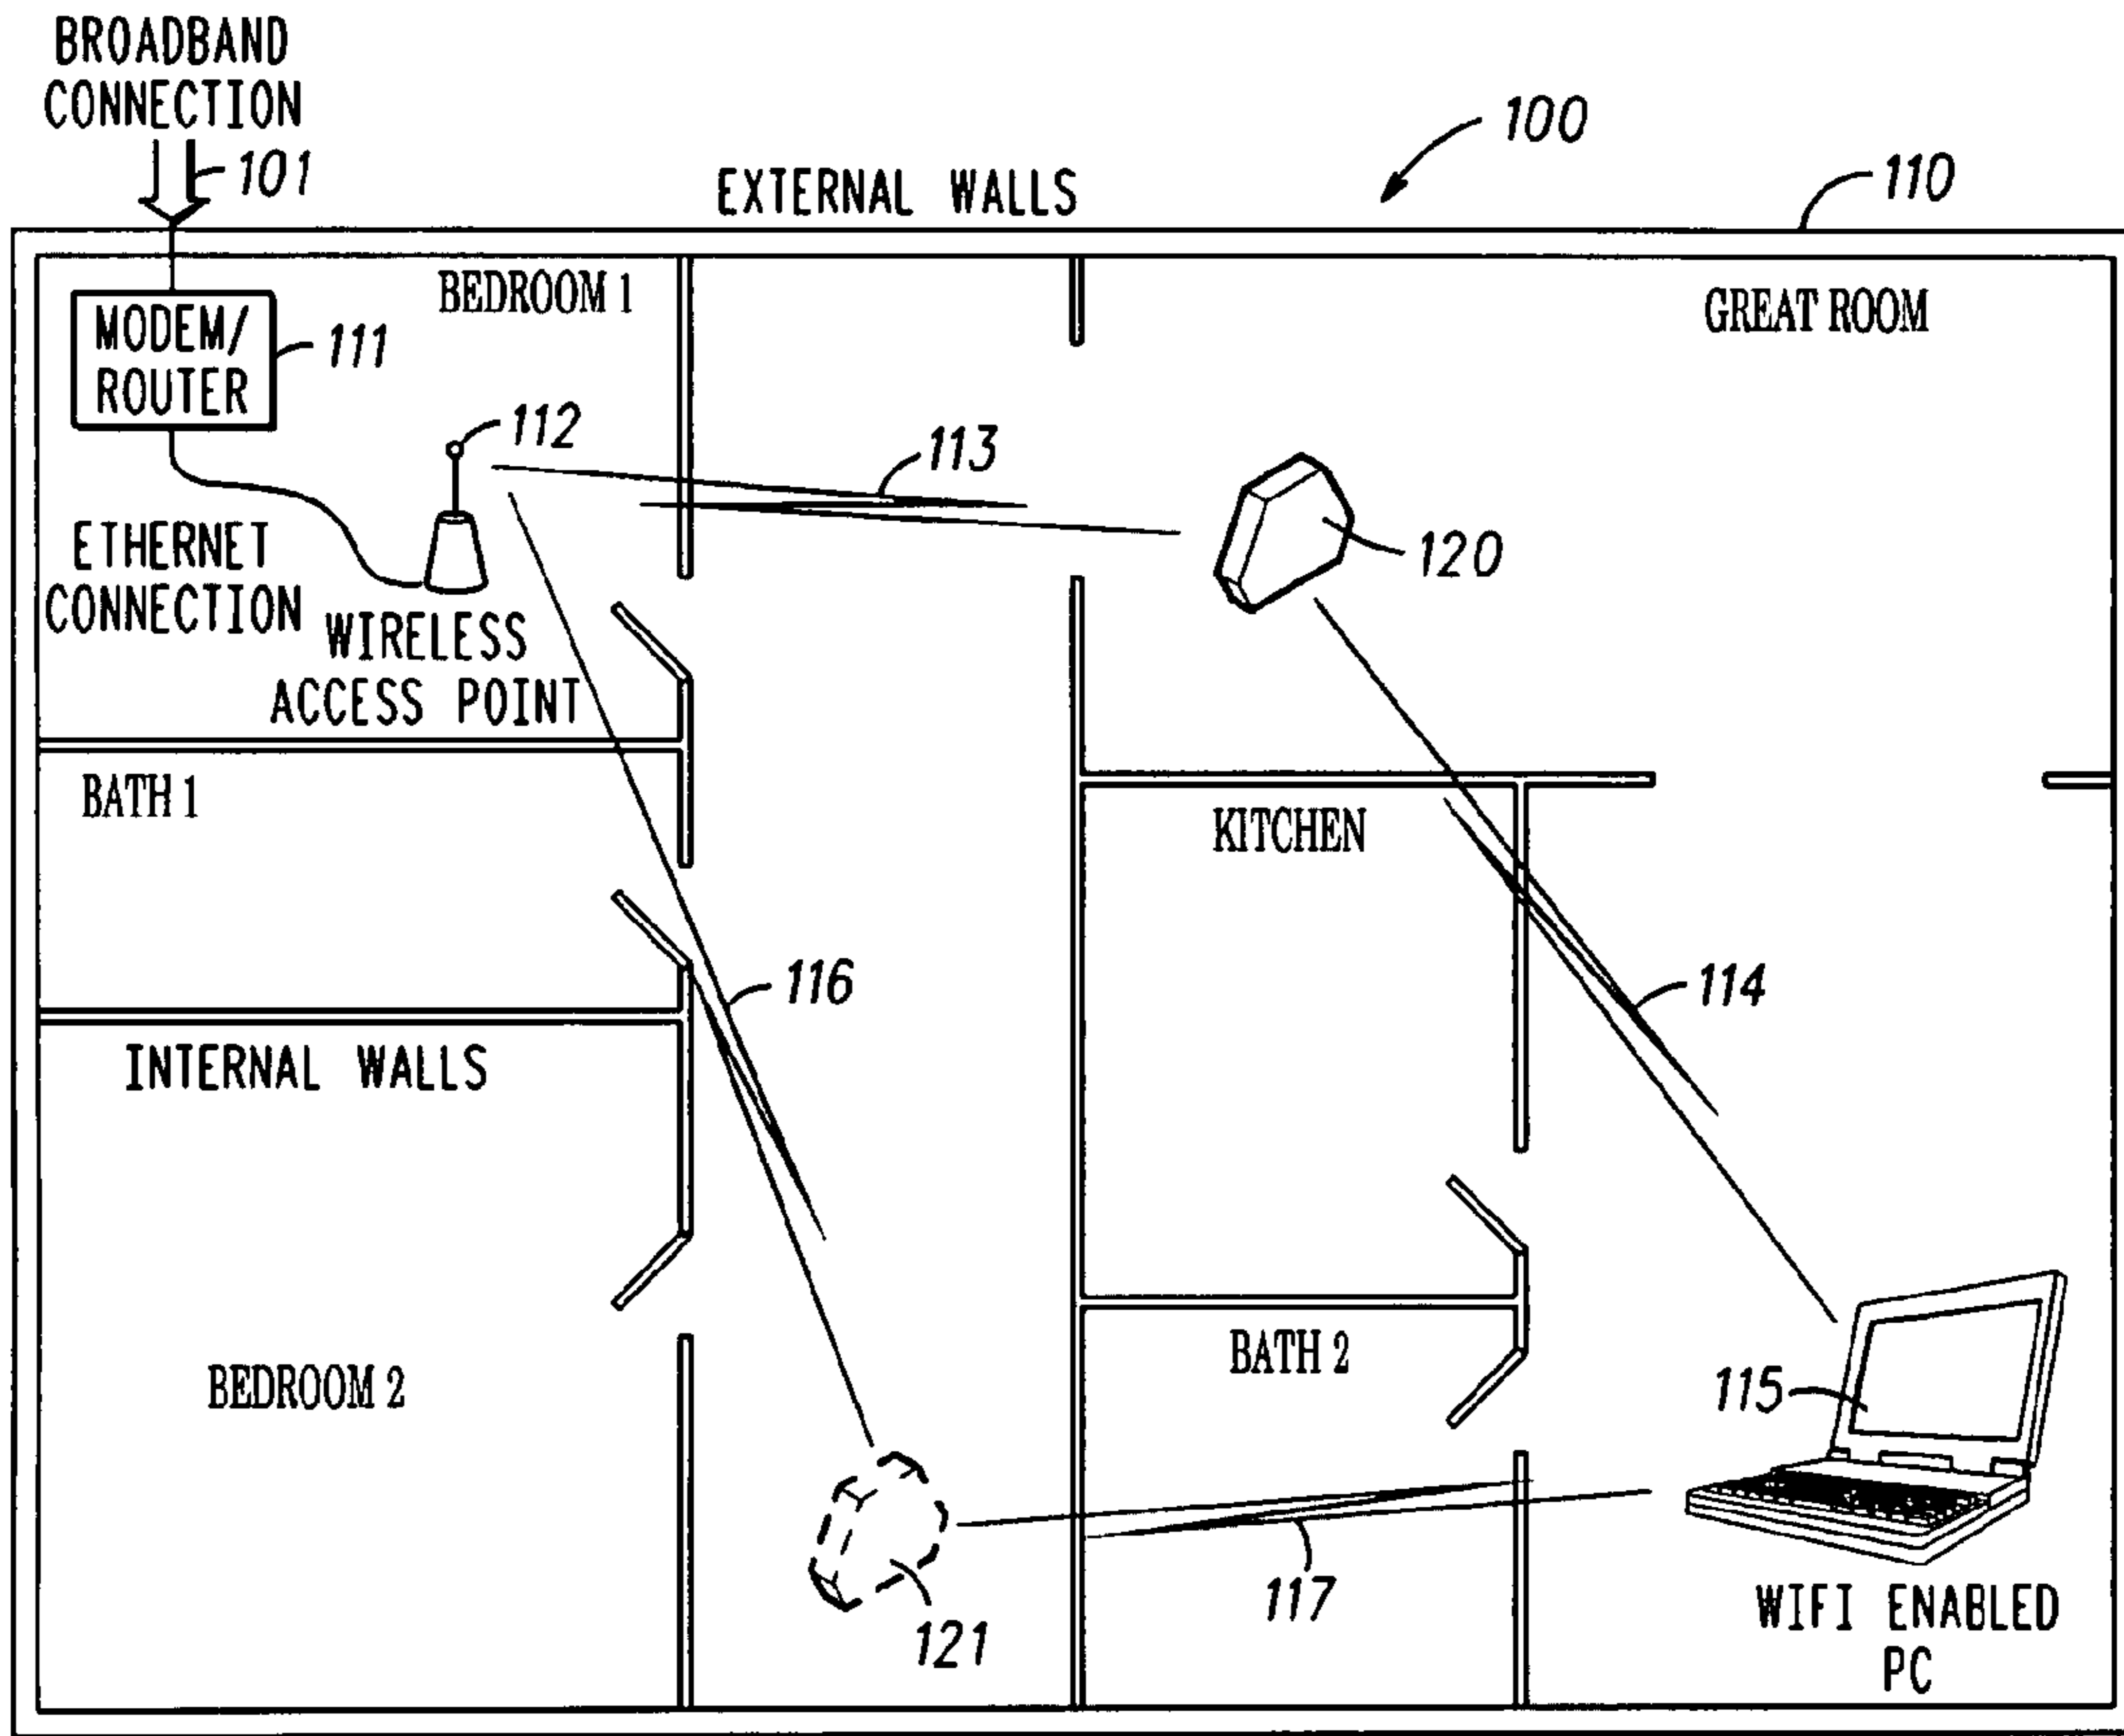 BROADBAND
CONNECTION
101
EXTERNAL WALLS
100
110
BEDROOM 1
GREAT ROOM
MODEM/
ROUTER
111
112
113
120
ETHERNET
CONNECTION
WIRELESS
ACCESS POINT
BATH 1
KITCHEN
116
114
INTERNAL WALLS
BEDROOM 2
BATH 2
115
117
121
WIFI ENABLED
PC